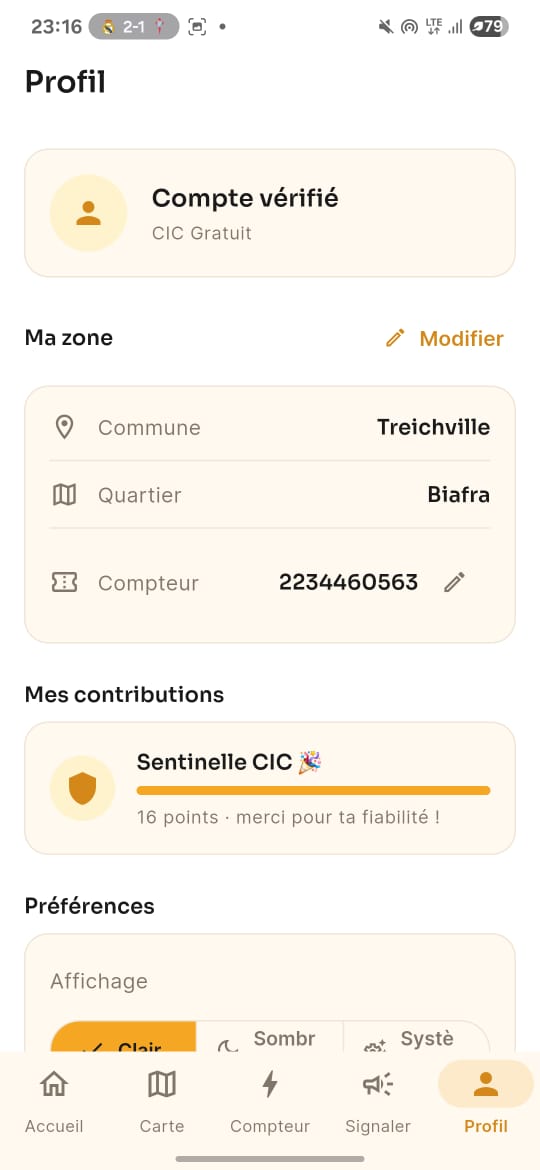 23:16 2-1 LTE 79
Profil
Compte vérifié
CIC Gratuit
Ma zone Modifier
Commune Treichville
Quartier Biafra
Compteur 2234460563
Mes contributions
Sentinelle CIC 🎉
16 points · merci pour ta fiabilité !
Préférences
Affichage
Clair Sombr Systè
Accueil Carte Compteur Signaler Profil